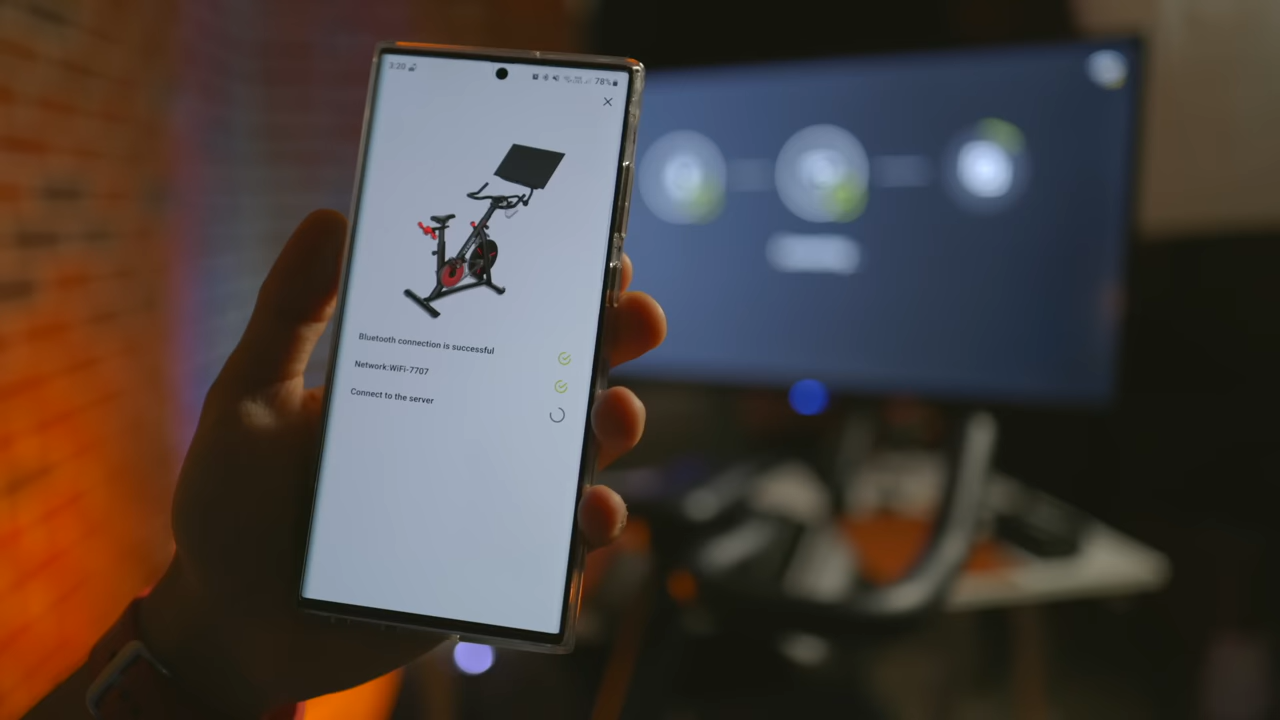 3:20
78%
Bluetooth connection is successful
Network:WiFi-7707
Connect to the server